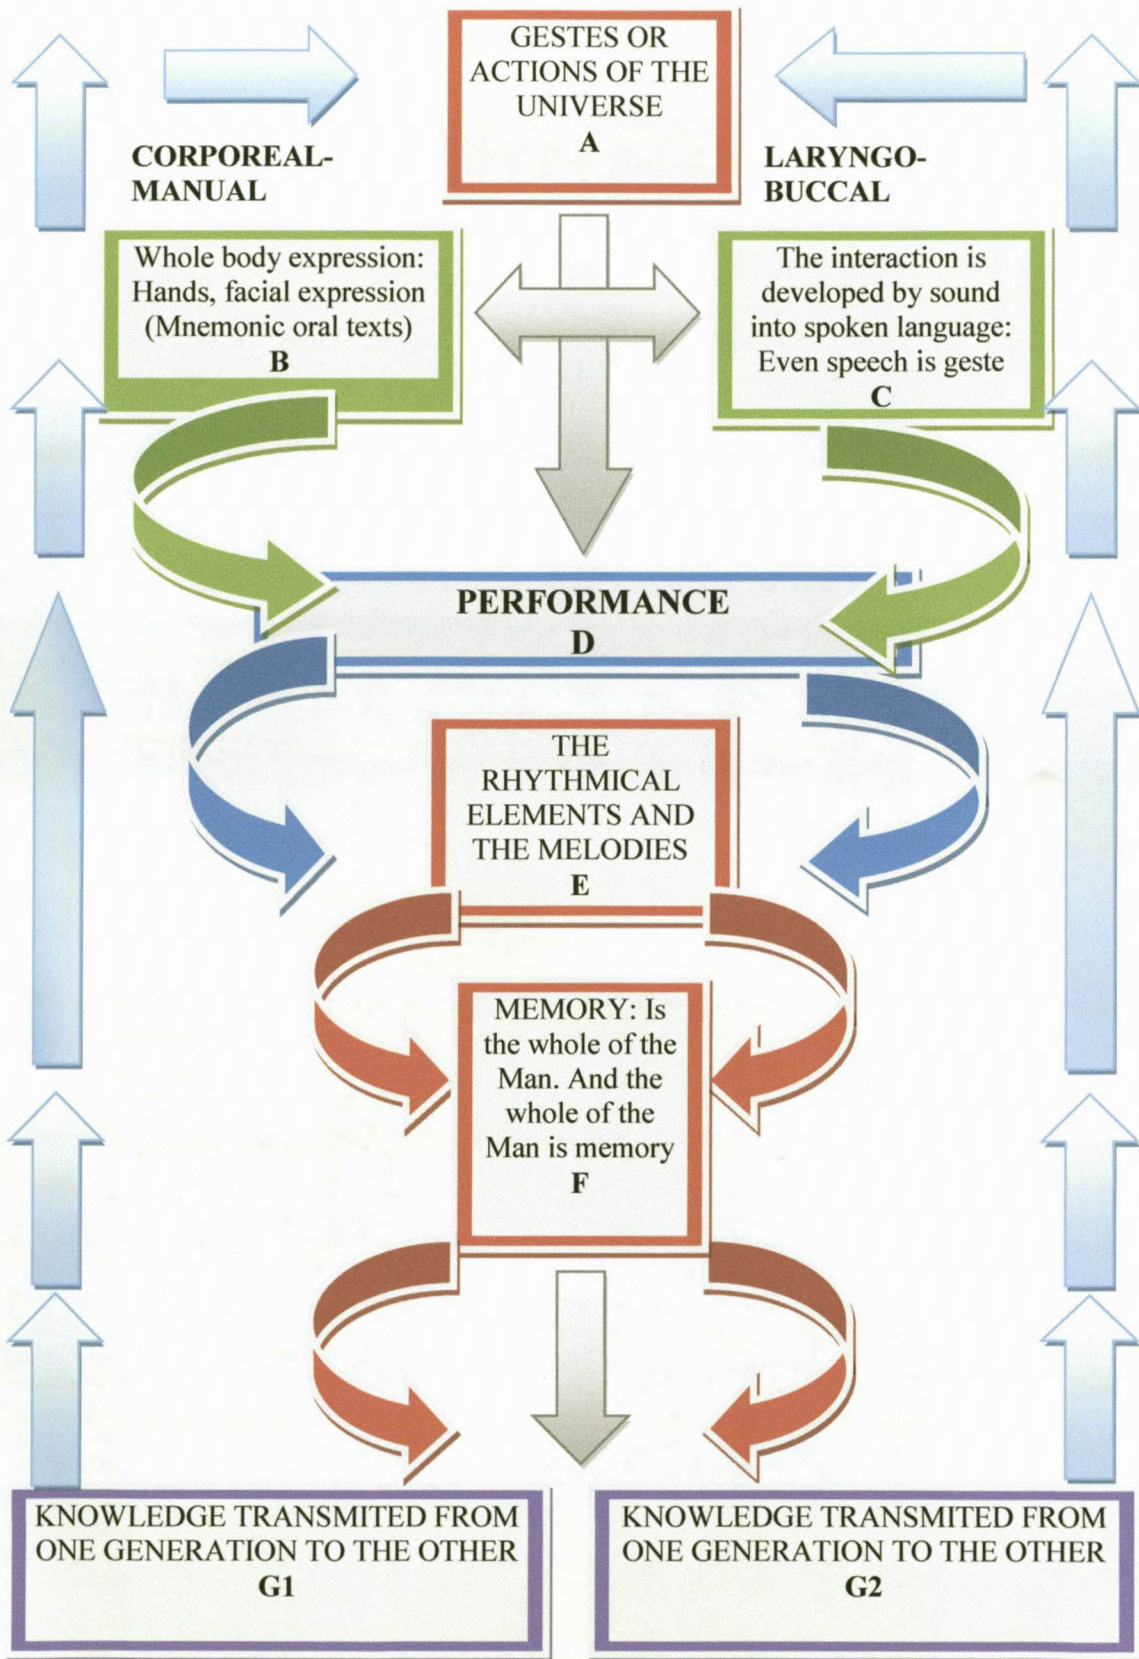 GESTES OR
ACTIONS OF THE
UNIVERSE
A
CORPOREAL-
MANUAL
LARYNGO-
BUCCAL
Whole body expression:
Hands, facial expression
(Mnemonic oral texts)
B
The interaction is
developed by sound
into spoken language:
Even speech is geste
C
PERFORMANCE
D
THE
RHYTHMICAL
ELEMENTS AND
THE MELODIES
E
MEMORY: Is
the whole of the
Man. And the
whole of the
Man is memory
F
KNOWLEDGE TRANSMITED FROM
ONE GENERATION TO THE OTHER
G1
KNOWLEDGE TRANSMITED FROM
ONE GENERATION TO THE OTHER
G2